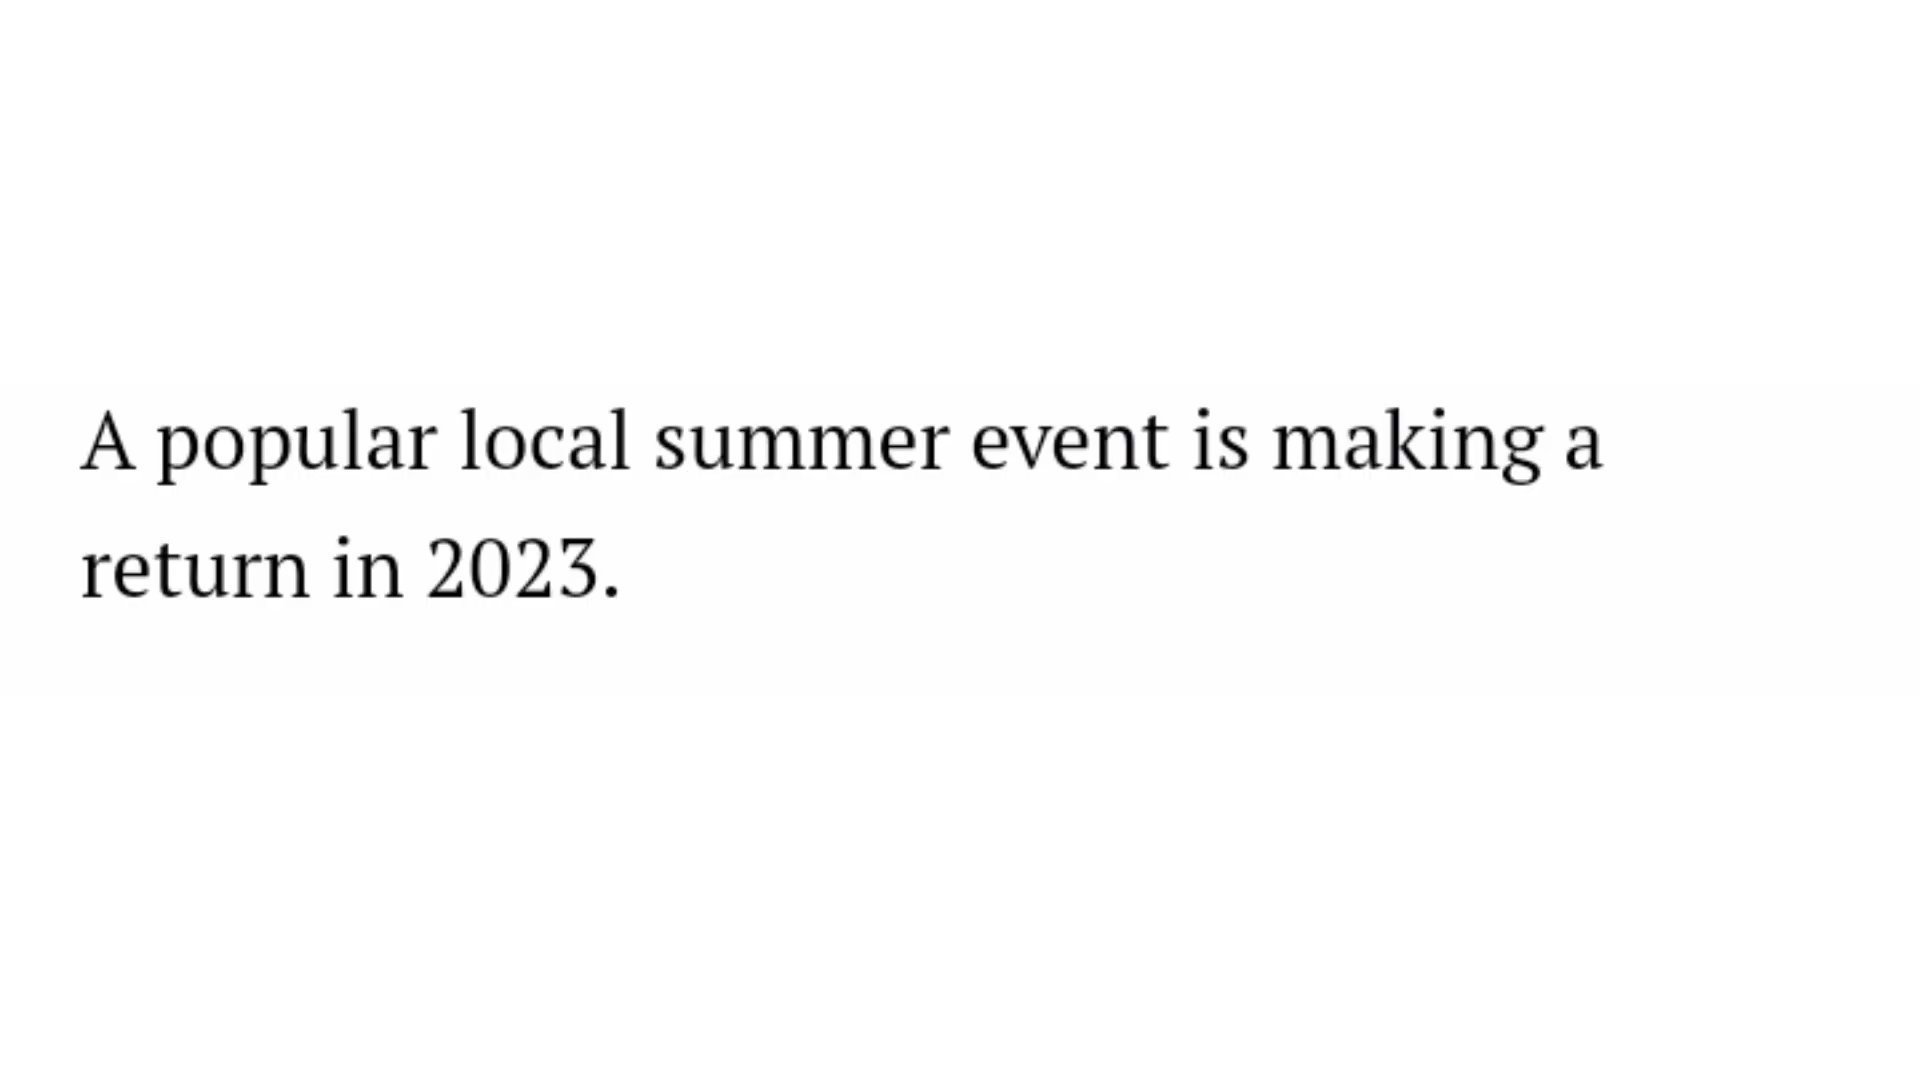 A popular local summer event is making a
return in 2023.